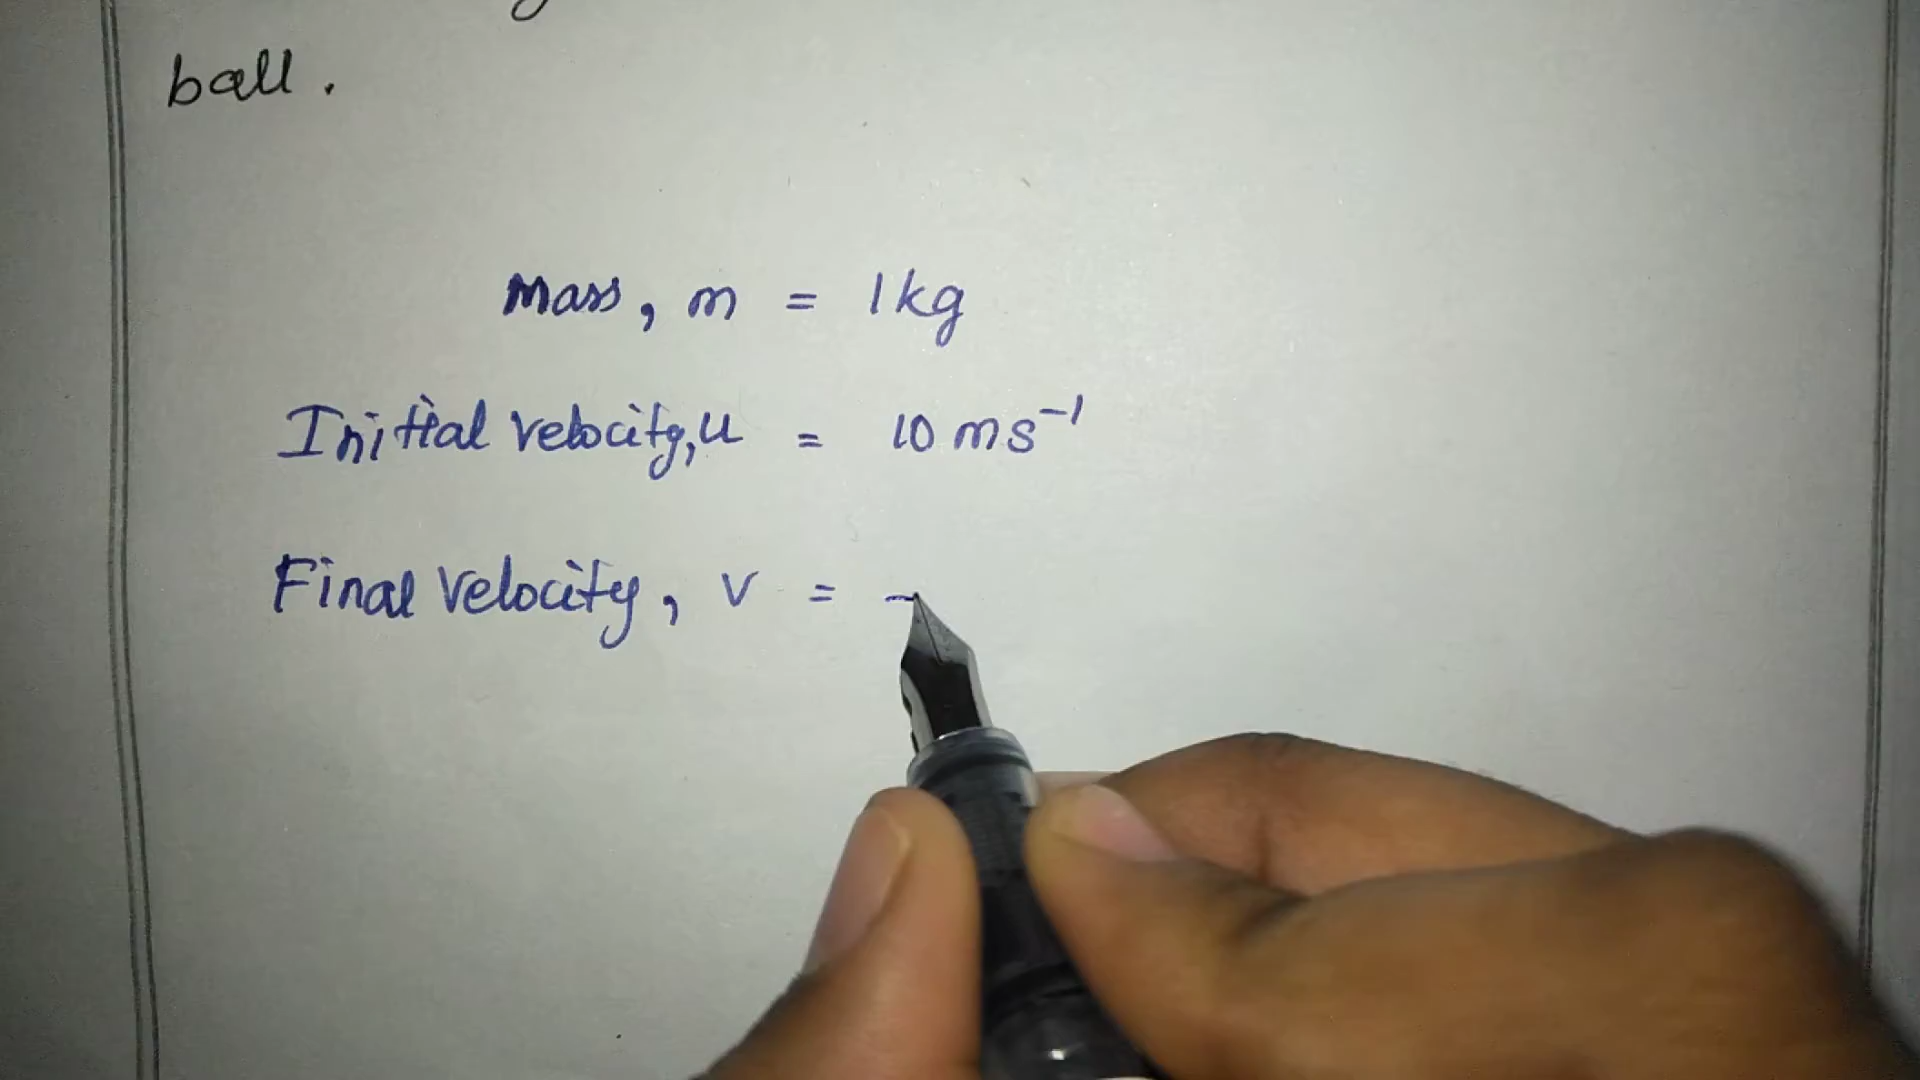 ball.
Mass, m = 1kg
Initial velocity, u = 10 ms⁻¹
Final velocity, v = -